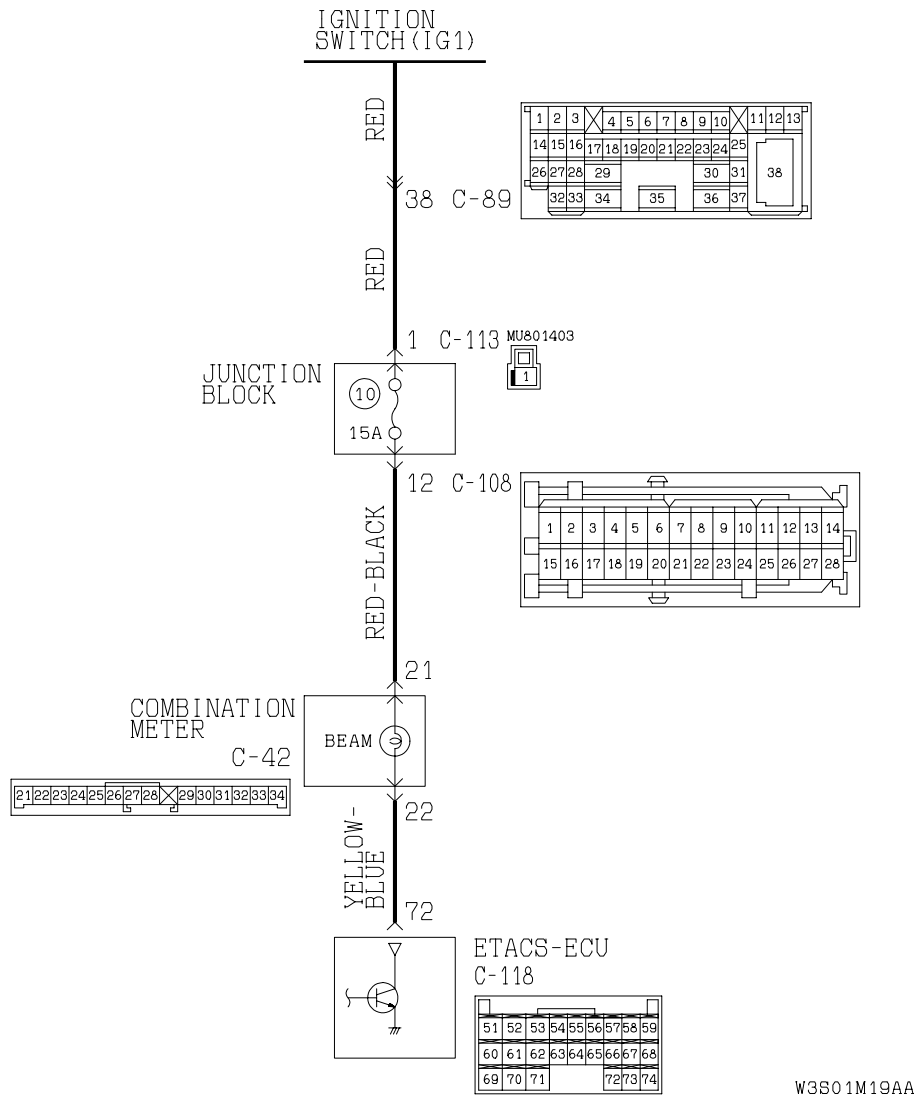 IGNITION
SWITCH(IG1)
RED
38 C-89
1 2 3 4 5 6 7 8 9 10 11 12 13
14 15 16 17 18 19 20 21 22 23 24 25
26 27 28 29 30 31 38
32 33 34 35 36 37
RED
1 C-113 MU801403
1
JUNCTION
BLOCK
10
15A
12 C-108
1 2 3 4 5 6 7 8 9 10 11 12 13 14
15 16 17 18 19 20 21 22 23 24 25 26 27 28
RED-BLACK
21
COMBINATION
METER
C-42
BEAM
21 22 23 24 25 26 27 28 29 30 31 32 33 34
22
YELLOW-
BLUE
72
ETACS-ECU
C-118
51 52 53 54 55 56 57 58 59
60 61 62 63 64 65 66 67 68
69 70 71 72 73 74
W3S01M19AA